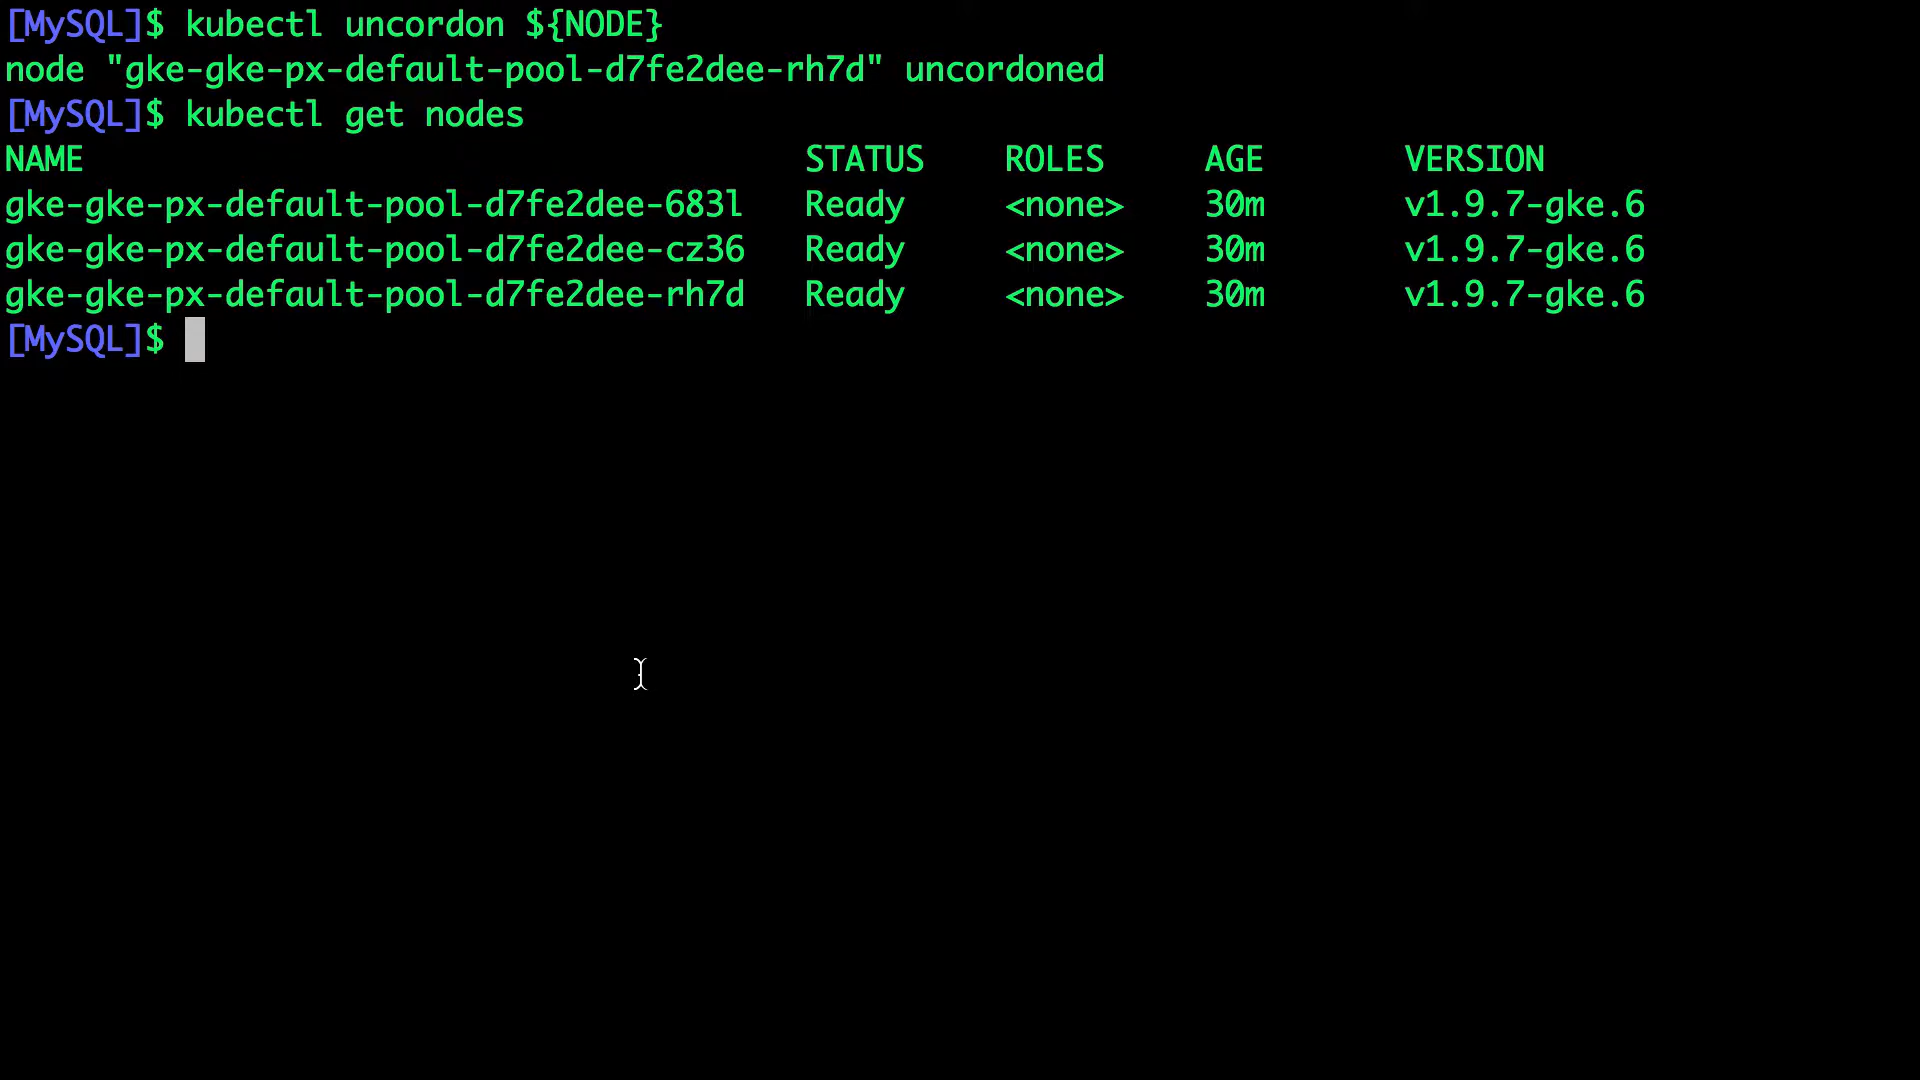 [MySQL]$ kubectl uncordon ${NODE}
node "gke-gke-px-default-pool-d7fe2dee-rh7d" uncordoned
[MySQL]$ kubectl get nodes
NAME STATUS ROLES AGE VERSION
gke-gke-px-default-pool-d7fe2dee-683l Ready <none> 30m v1.9.7-gke.6
gke-gke-px-default-pool-d7fe2dee-cz36 Ready <none> 30m v1.9.7-gke.6
gke-gke-px-default-pool-d7fe2dee-rh7d Ready <none> 30m v1.9.7-gke.6
[MySQL]$